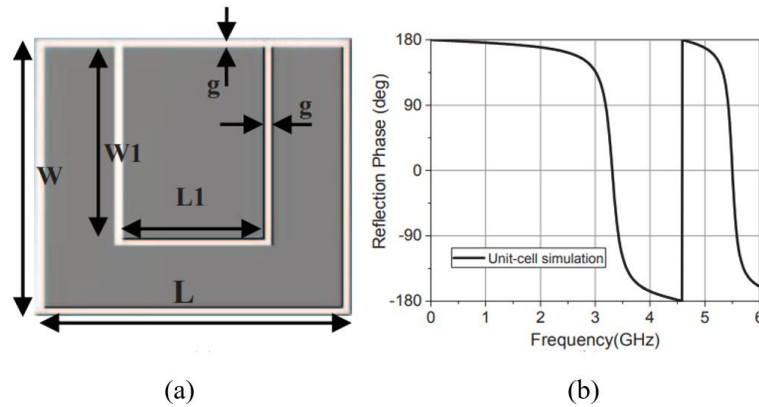 g
g
W1
W
L1
L
180
90
0
-90
-180
Reflection Phase (deg)
Unit-cell simulation
0 1 2 3 4 5 6
Frequency(GHz)
(a)
(b)